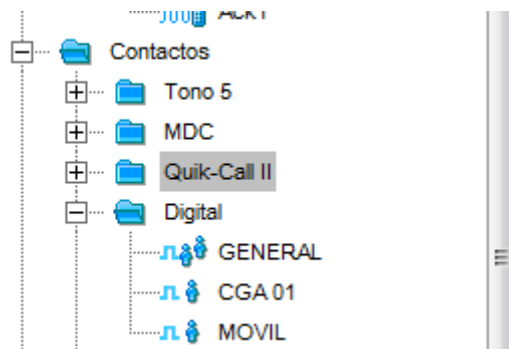 Contactos
Tono 5
MDC
Quik-Call II
Digital
GENERAL
CGA 01
MOVIL